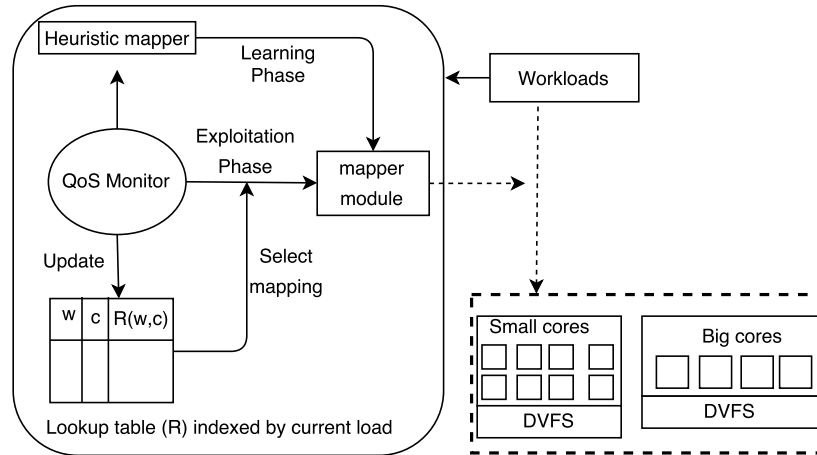 Heuristic mapper
Learning
Phase
Workloads
Exploitation
Phase
QoS Monitor
mapper
module
Update
Select
mapping
w c R(w,c)
Small cores
Big cores
DVFS
DVFS
Lookup table (R) indexed by current load